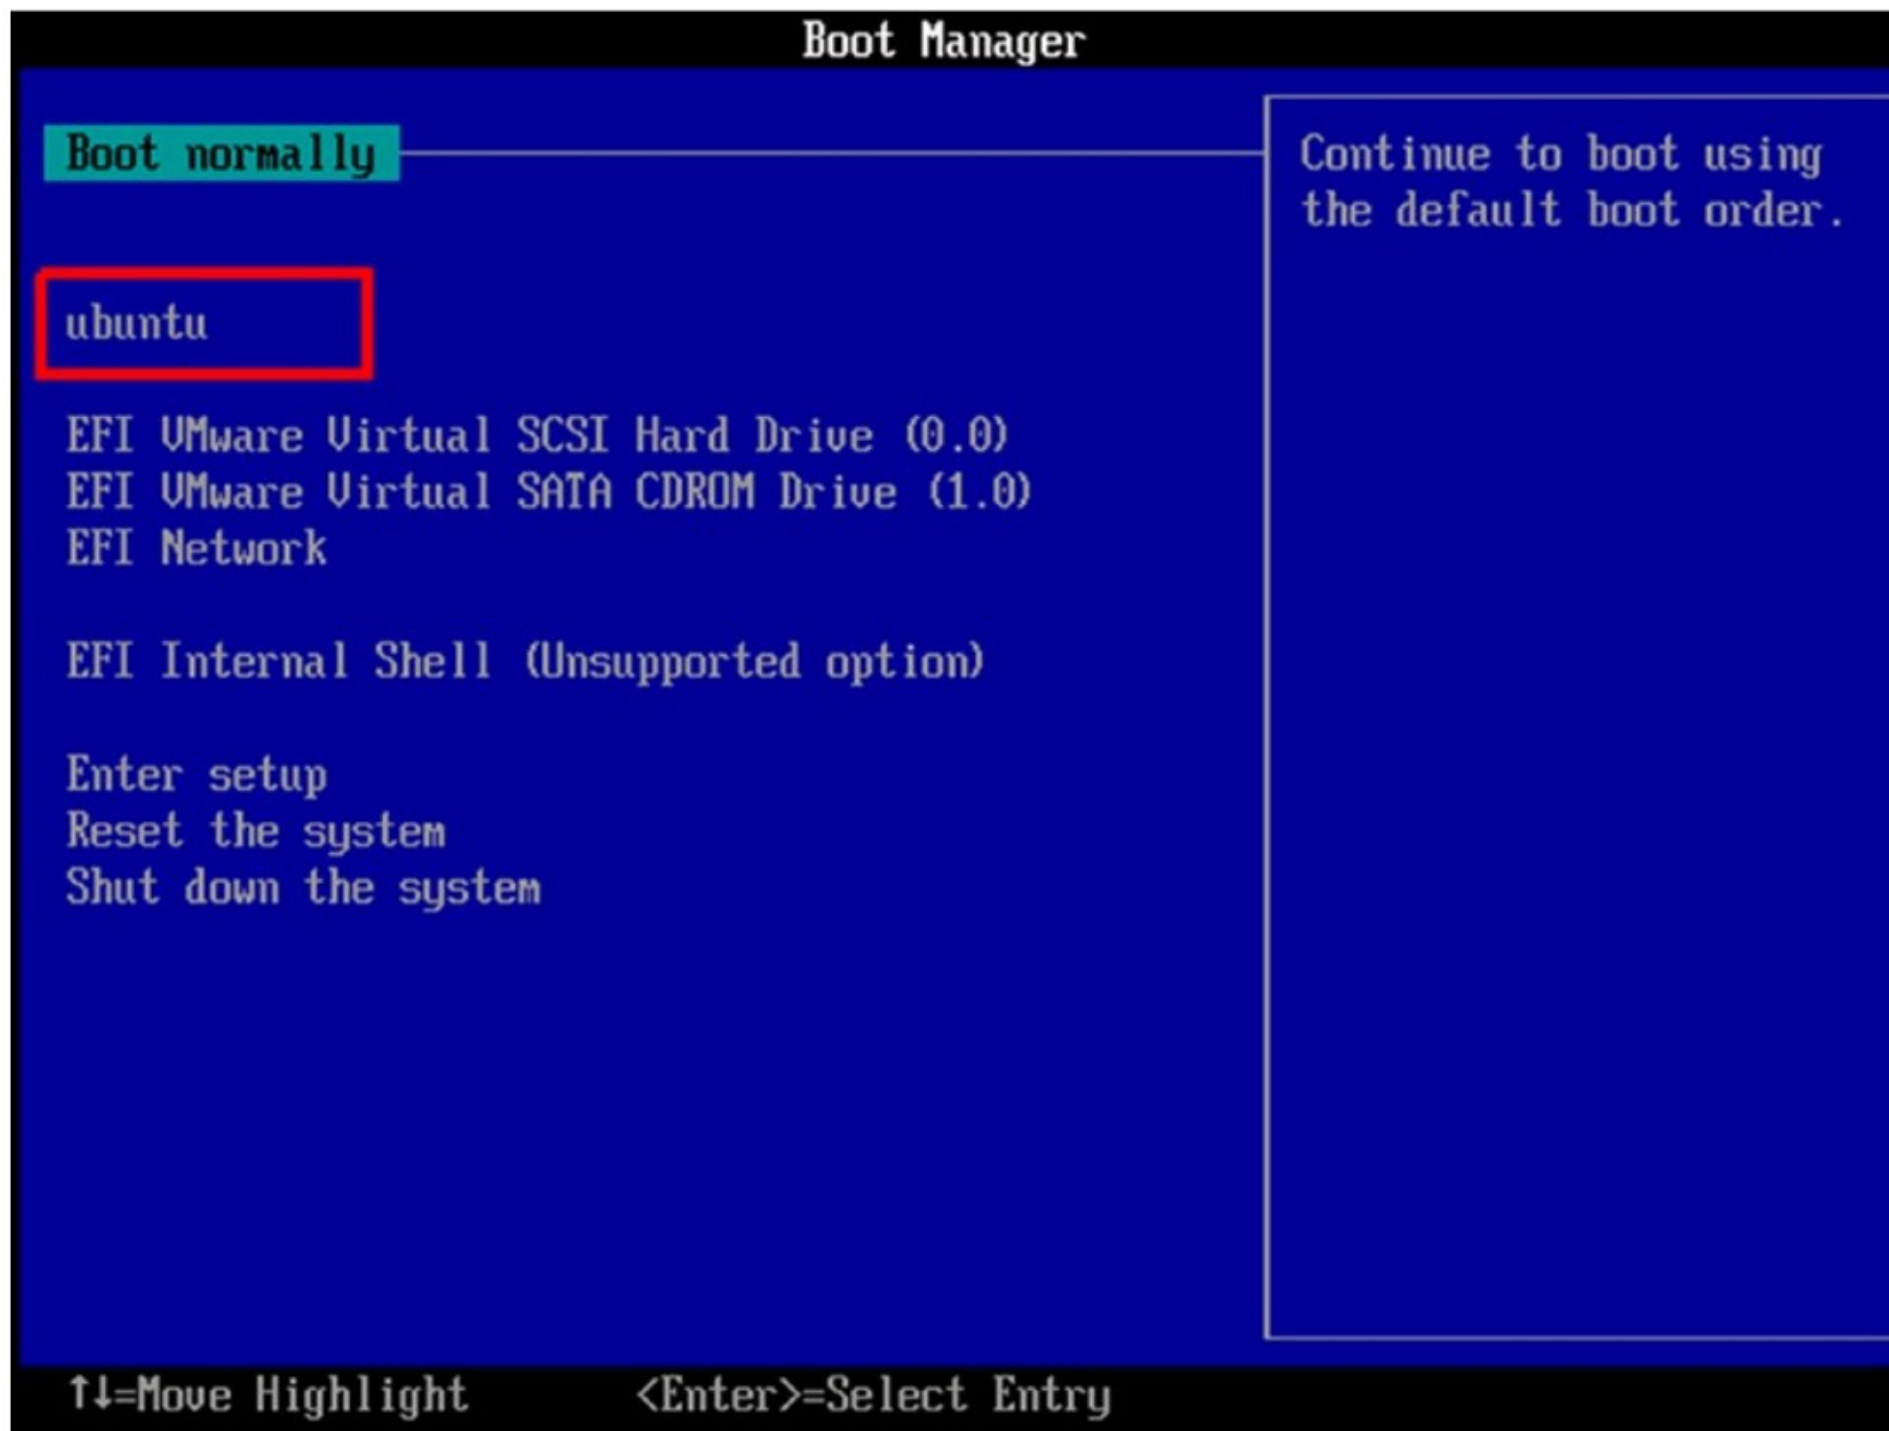 Boot Manager
Boot normally
ubuntu
EFI VMware Virtual SCSI Hard Drive (0.0)
EFI VMware Virtual SATA CDROM Drive (1.0)
EFI Network
EFI Internal Shell (Unsupported option)
Enter setup
Reset the system
Shut down the system
Continue to boot using
the default boot order.
↑↓=Move Highlight <Enter>=Select Entry